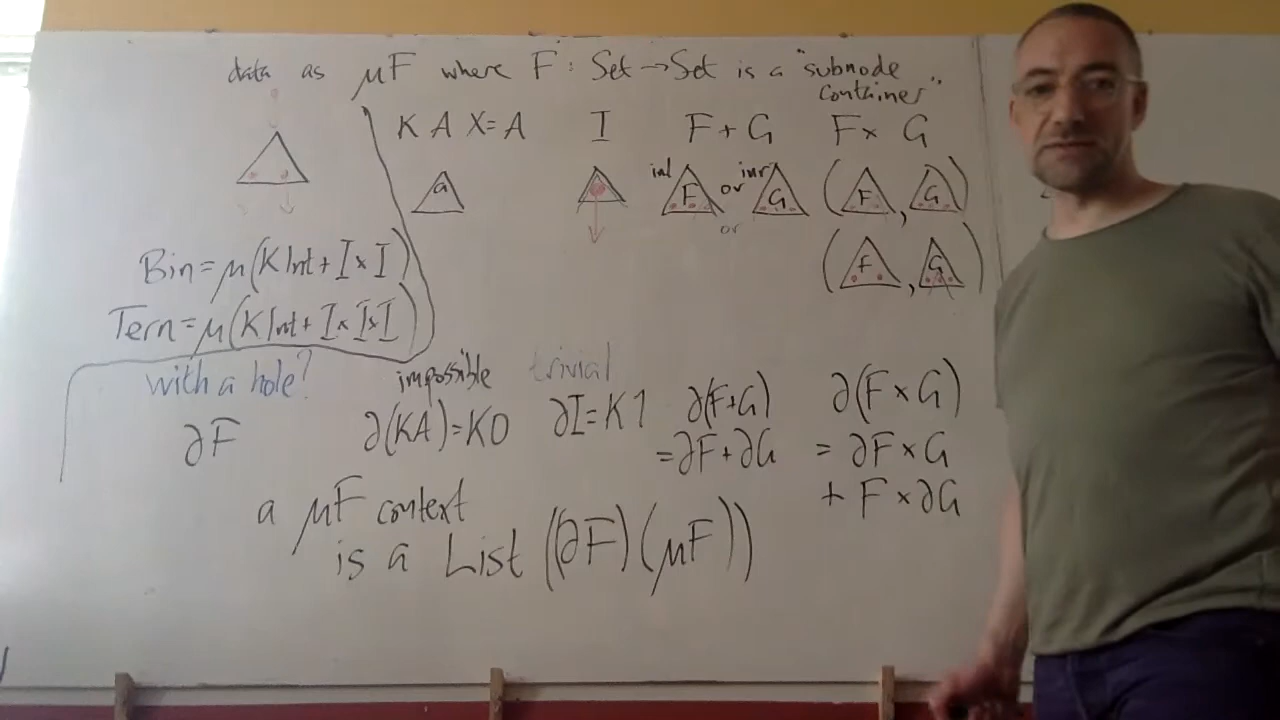 data as μF where F : Set → Set is a "subnode
container"
K A X = A I F + G F × G
a inl F or inr G (F, G)
or (F, G)
Bin = μ(K Int + I × I)
Tern = μ(K Int + I × I × I)
with a hole? impossible trivial
∂F ∂(KA) = K0 ∂I = K1 ∂(F+G) ∂(F × G)
= ∂F + ∂G = ∂F × G
+ F × ∂G
a μF context
is a List ((∂F)(μF))